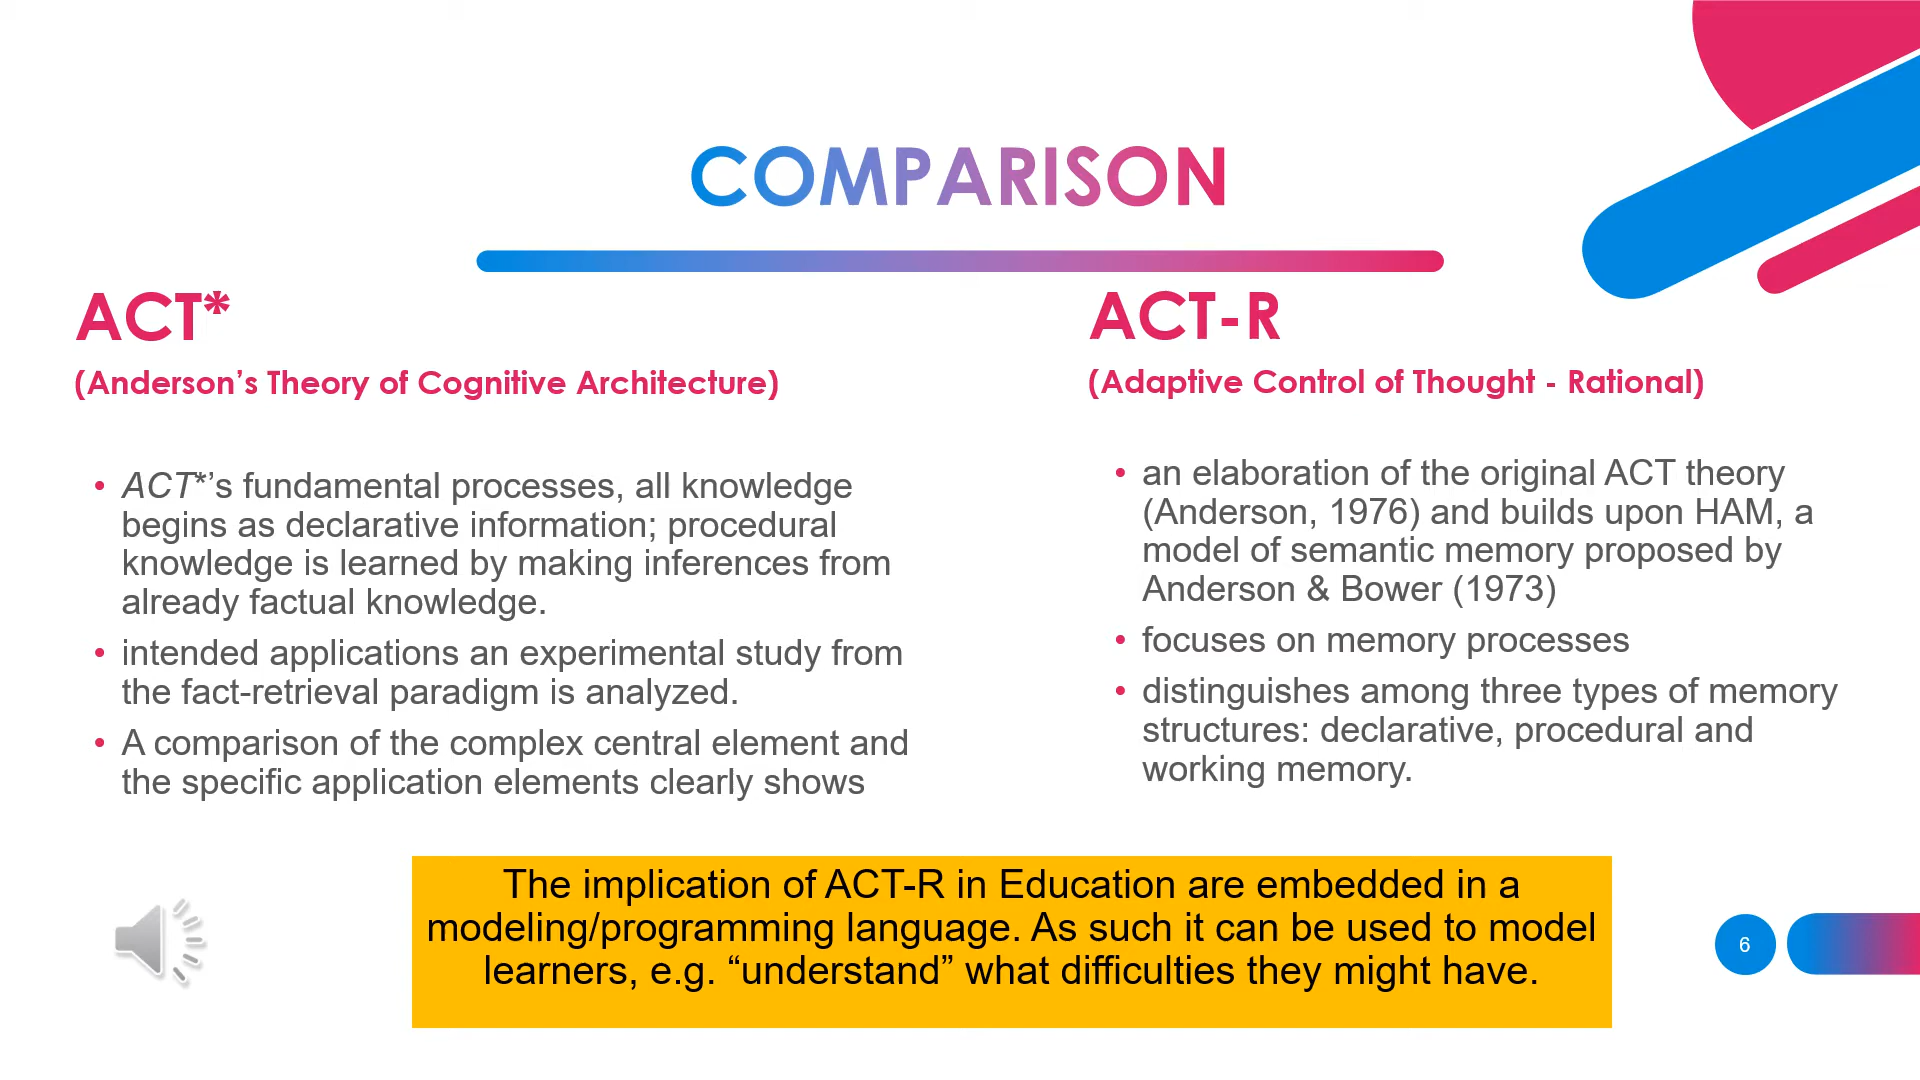 COMPARISON
ACT*
(Anderson’s Theory of Cognitive Architecture)
• ACT*’s fundamental processes, all knowledge
begins as declarative information; procedural
knowledge is learned by making inferences from
already factual knowledge.
• intended applications an experimental study from
the fact-retrieval paradigm is analyzed.
• A comparison of the complex central element and
the specific application elements clearly shows
ACT-R
(Adaptive Control of Thought - Rational)
• an elaboration of the original ACT theory
(Anderson, 1976) and builds upon HAM, a
model of semantic memory proposed by
Anderson & Bower (1973)
• focuses on memory processes
• distinguishes among three types of memory
structures: declarative, procedural and
working memory.
The implication of ACT-R in Education are embedded in a
modeling/programming language. As such it can be used to model
learners, e.g. “understand” what difficulties they might have.
6